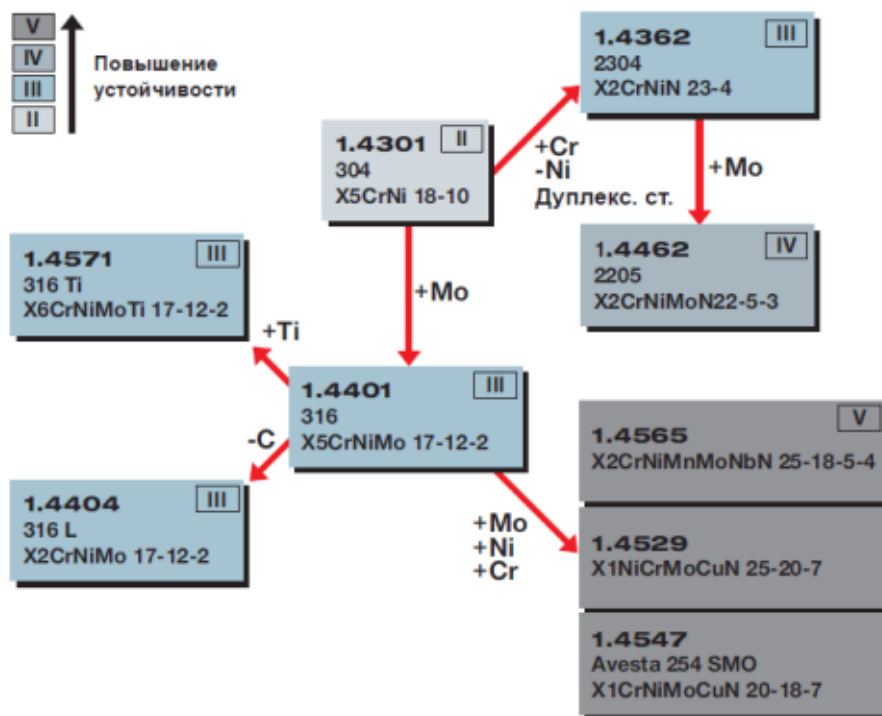 V
IV
III
II
Повышение
устойчивости
1.4301 II
304
X5CrNi 18-10
+Cr
-Ni
Дуплекс. ст.
1.4362 III
2304
X2CrNiN 23-4
+Mo
1.4462 IV
2205
X2CrNiMoN22-5-3
+Mo
1.4571 III
316 Ti
X6CrNiMoTi 17-12-2
+Ti
1.4401 III
316
X5CrNiMo 17-12-2
-C
1.4404 III
316 L
X2CrNiMo 17-12-2
+Mo
+Ni
+Cr
V
1.4565
X2CrNiMnMoNbN 25-18-5-4
1.4529
X1NiCrMoCuN 25-20-7
1.4547
Avesta 254 SMO
X1CrNiMoCuN 20-18-7